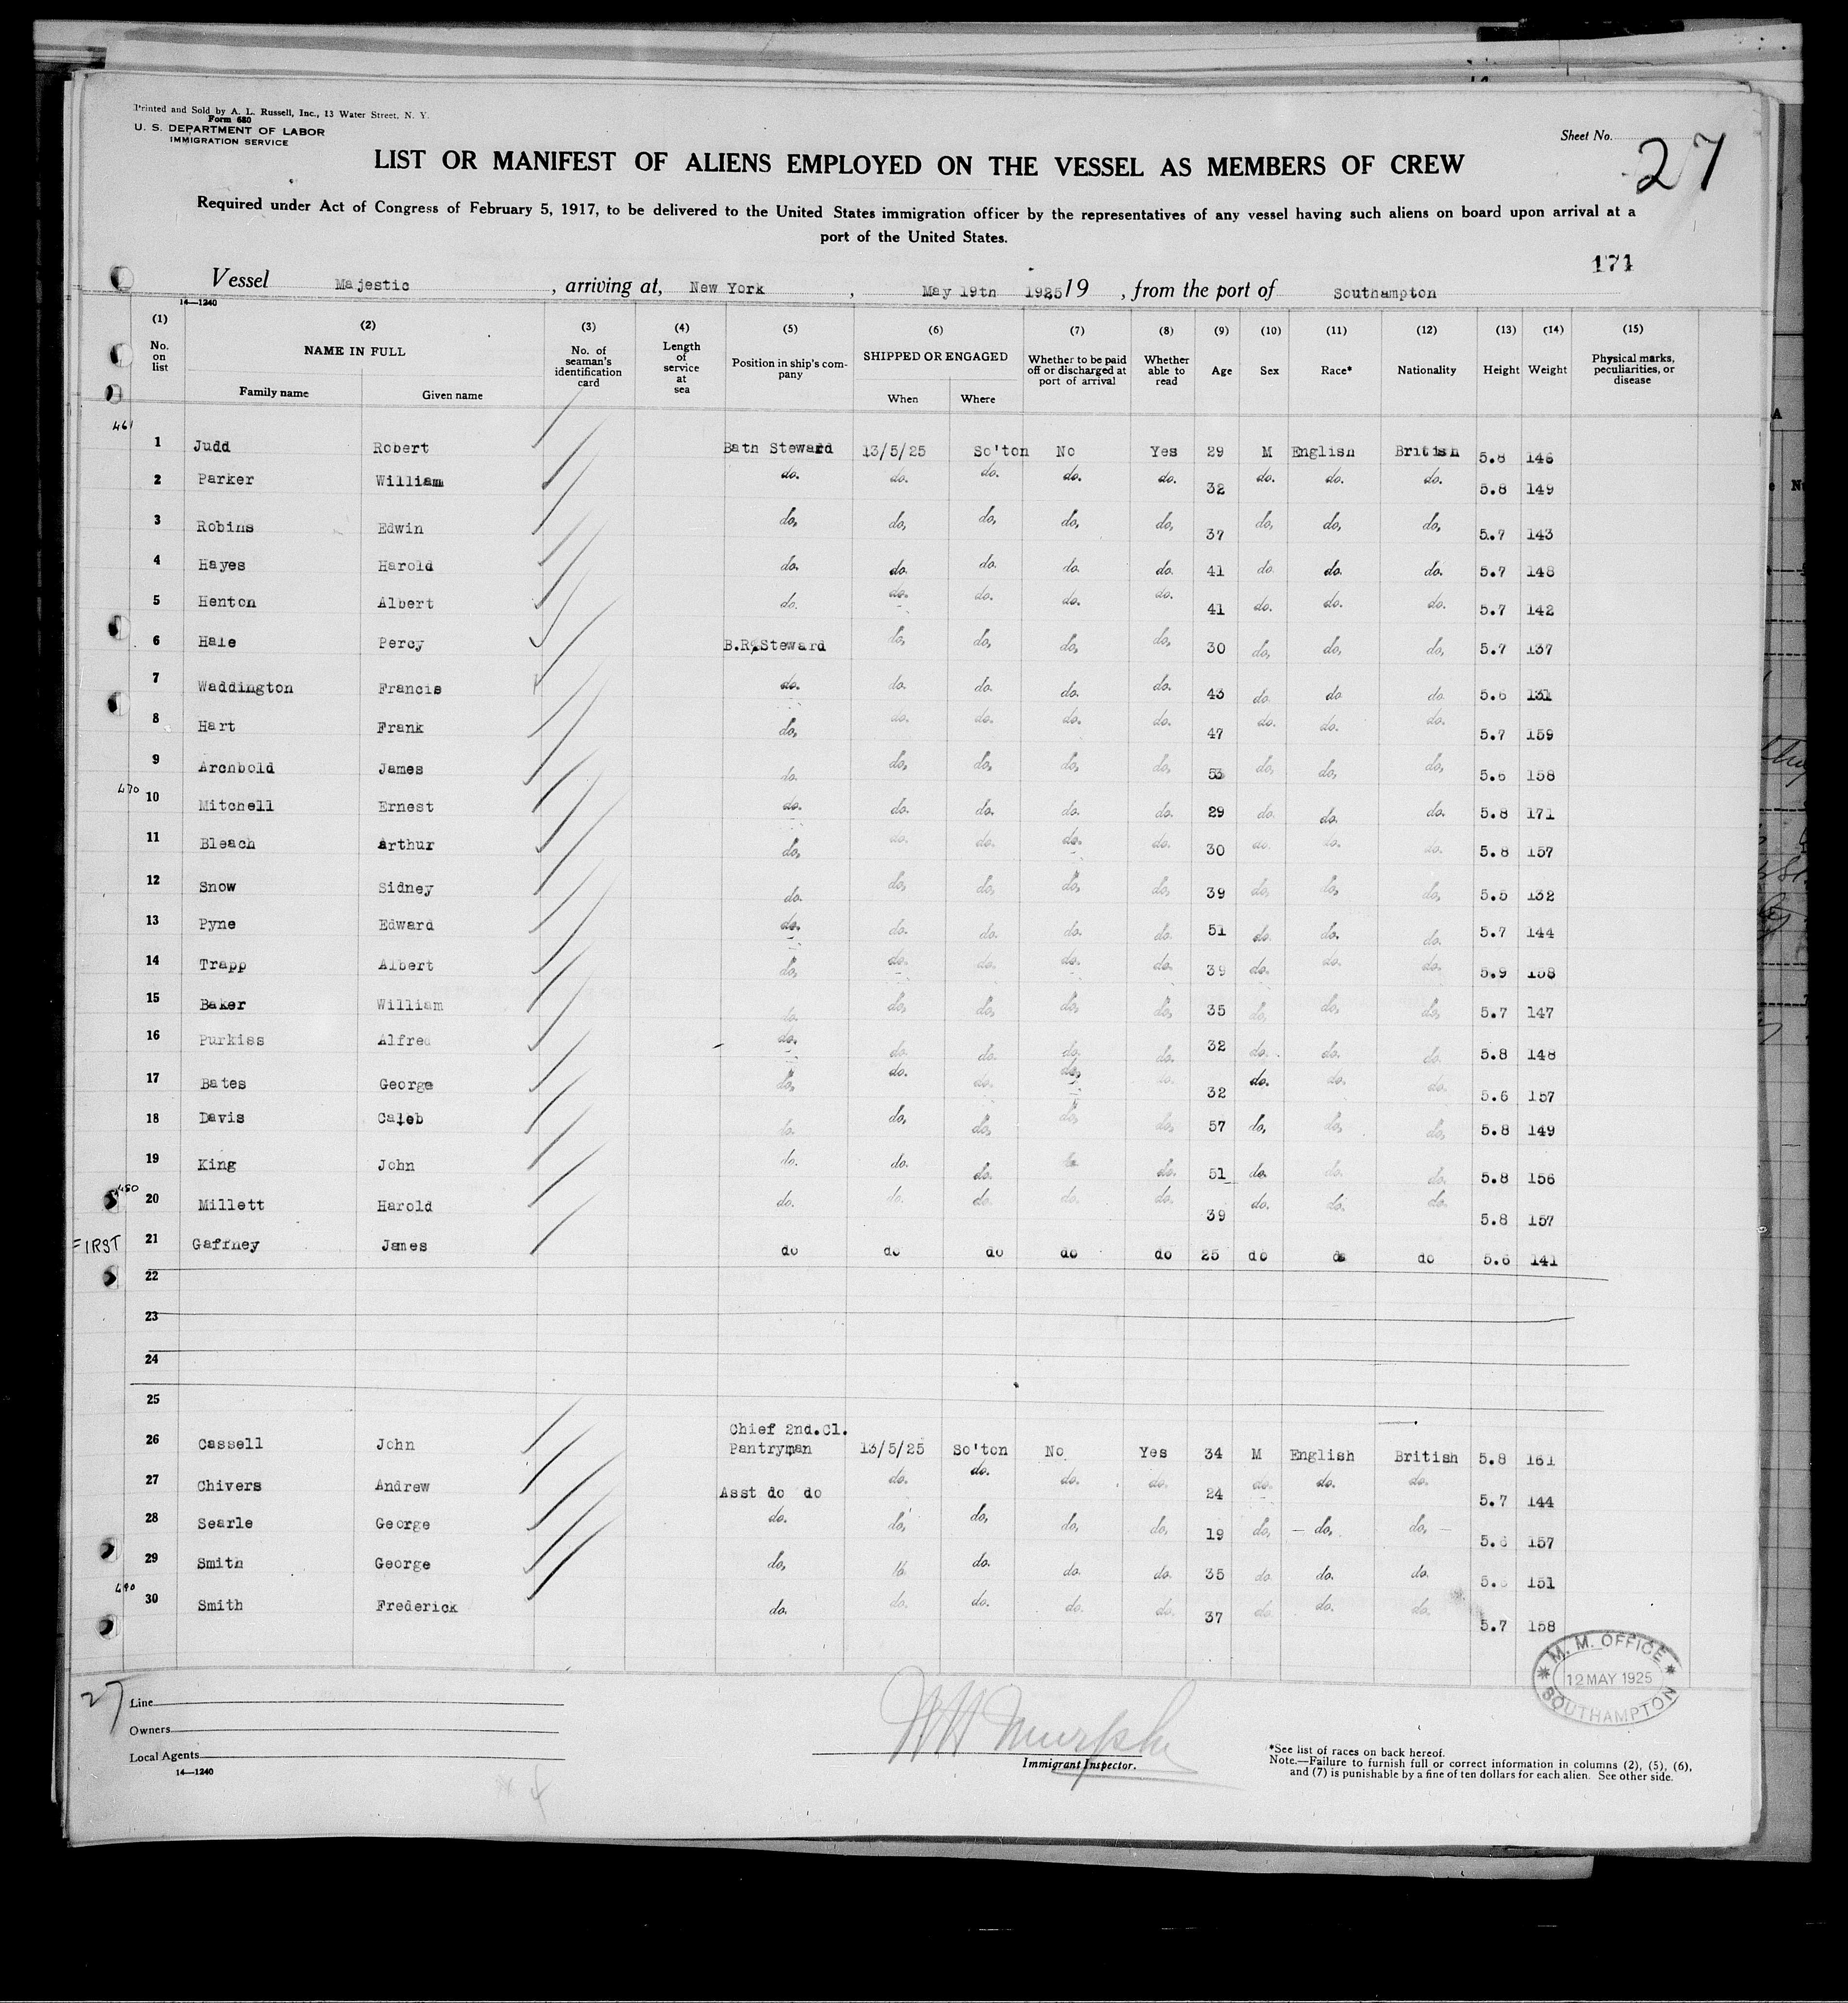 Printed and Sold by A. L. Russell, Inc., 13 Water Street, N. Y.
Form 680
U. S. DEPARTMENT OF LABOR
IMMIGRATION SERVICE
Sheet No. 27
LIST OR MANIFEST OF ALIENS EMPLOYED ON THE VESSEL AS MEMBERS OF CREW
Required under Act of Congress of February 5, 1917, to be delivered to the United States immigration officer by the representatives of any vessel having such aliens on board upon arrival at a
port of the United States.
171
Vessel Majestic, arriving at, New York, May 19th 1925 19, from the port of Southampton
14—1240
(1) (2) (3) (4) (5) (6) (7) (8) (9) (10) (11) (12) (13) (14) (15)
No. on list NAME IN FULL Family name Given name No. of seaman's identification card Length of service at sea Position in ship's company SHIPPED OR ENGAGED When Where Whether to be paid off or discharged at port of arrival Whether able to read Age Sex Race* Nationality Height Weight Physical marks, peculiarities, or disease
461
1 Judd Robert Bath Steward 13/5/25 So'ton No Yes 29 M English British 5.8 146
2 Parker William do. do. do. do. do. 32 do. do. do. 5.8 149
3 Robins Edwin do, do, do, do, do, 37 do, do, do, 5.7 143
4 Hayes Harold do. do. do. do. do. 41 do. do. do. 5.7 148
5 Henton Albert do. do. do. do. do. 41 do. do. do. 5.7 142
6 Hale Percy B.R.Steward do, do, do, do, 30 do, do, do, 5.7 137
7 Waddington Francis do. do. do. do. do. 43 do. do do. 5.6 131
8 Hart Frank do, do. do. do. do. 47 do. do. do. 5.7 159
9 Archbold James do. do, do, do, do, 53 do, do, do, 5.6 158
470
10 Mitchell Ernest do. do. do. do. do. 29 do. do. do. 5.8 171
11 Bleach Arthur do, do. do. do. do. 30 do. do. do. 5.8 157
12 Snow Sidney do. do, do, do, do, 39 do, do, do, 5.5 132
13 Pyne Edward do. do. do. do. do. 51 do. do. do. 5.7 144
14 Trapp Albert do, do. do. do. do. 39 do. do. do. 5.9 158
15 Baker William do. do, do, do, do, 35 do, do, do, 5.7 147
16 Purkiss Alfred do. do. do. do. do. 32 do. do. do. 5.8 148
17 Bates George do, do. do. do. do. 32 do. do. do. 5.6 157
18 Davis Caleb do. do, do, do, do, 57 do, do, do, 5.8 149
19 King John do. do. do. do. 51 do. do. do. 5.8 156
480
20 Millett Harold do. do. do. do. do. 39 do. do. do. 5.8 157
FIRST
21 Gaffney James do do do do do 25 do do do 5.6 141
22
23
24
25
26 Cassell John Chief 2nd.Cl. Pantryman 13/5/25 So'ton No Yes 34 M English British 5.8 161
27 Chivers Andrew Asst do do do. do. do. do. 24 do. do. do. 5.7 144
28 Searle George do. do, do, do, do, 19 do, do, do, 5.6 157
29 Smith George do, do. do. do. 35 do. do. do. 5. 151
490
30 Smith Frederick do. do. do. do. do. 37 do. do. do. 5.7 158
M. M. OFFICE
12 MAY 1925
SOUTHAMPTON
27
Line
Owners
Local Agents
14—1240
Immigrant Inspector.
*See list of races on back hereof.
Note.—Failure to furnish full or correct information in columns (2), (5), (6),
and (7) is punishable by a fine of ten dollars for each alien. See other side.